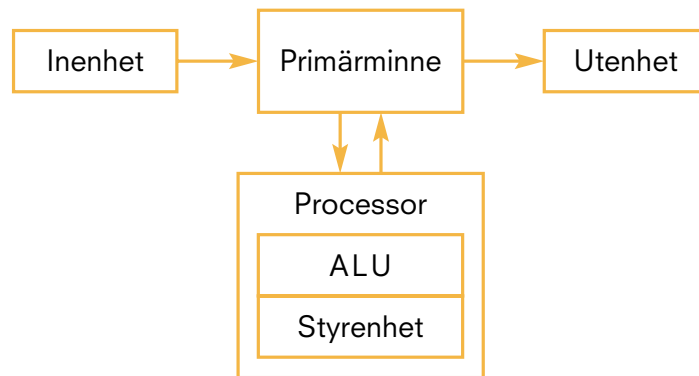 Inenhet
Primärminne
Utenhet
Processor
ALU
Styrenhet